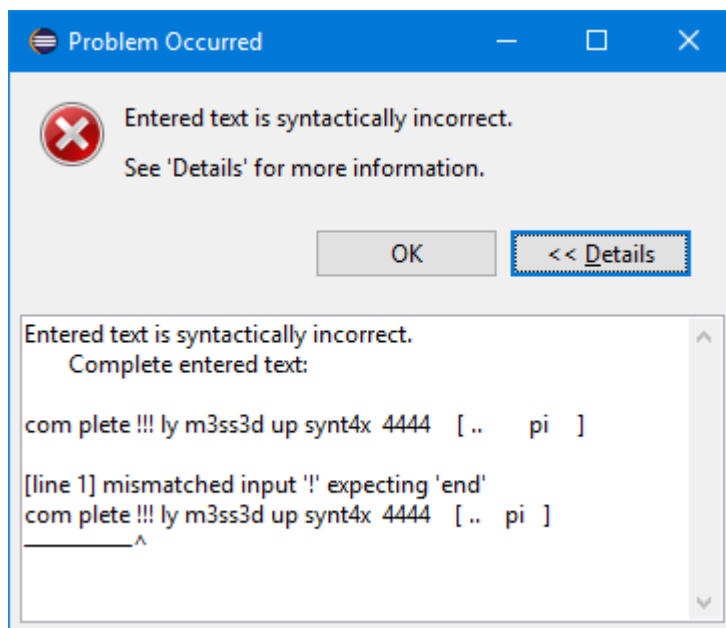 Problem Occurred
Entered text is syntactically incorrect.
See 'Details' for more information.
OK
<< Details
Entered text is syntactically incorrect.
Complete entered text:
com plete !!! ly m3ss3d up synt4x  4444    [ ..       pi    ]
[line 1] mismatched input '!' expecting 'end'
com plete !!! ly m3ss3d up synt4x  4444    [ ..   pi   ]
—————^